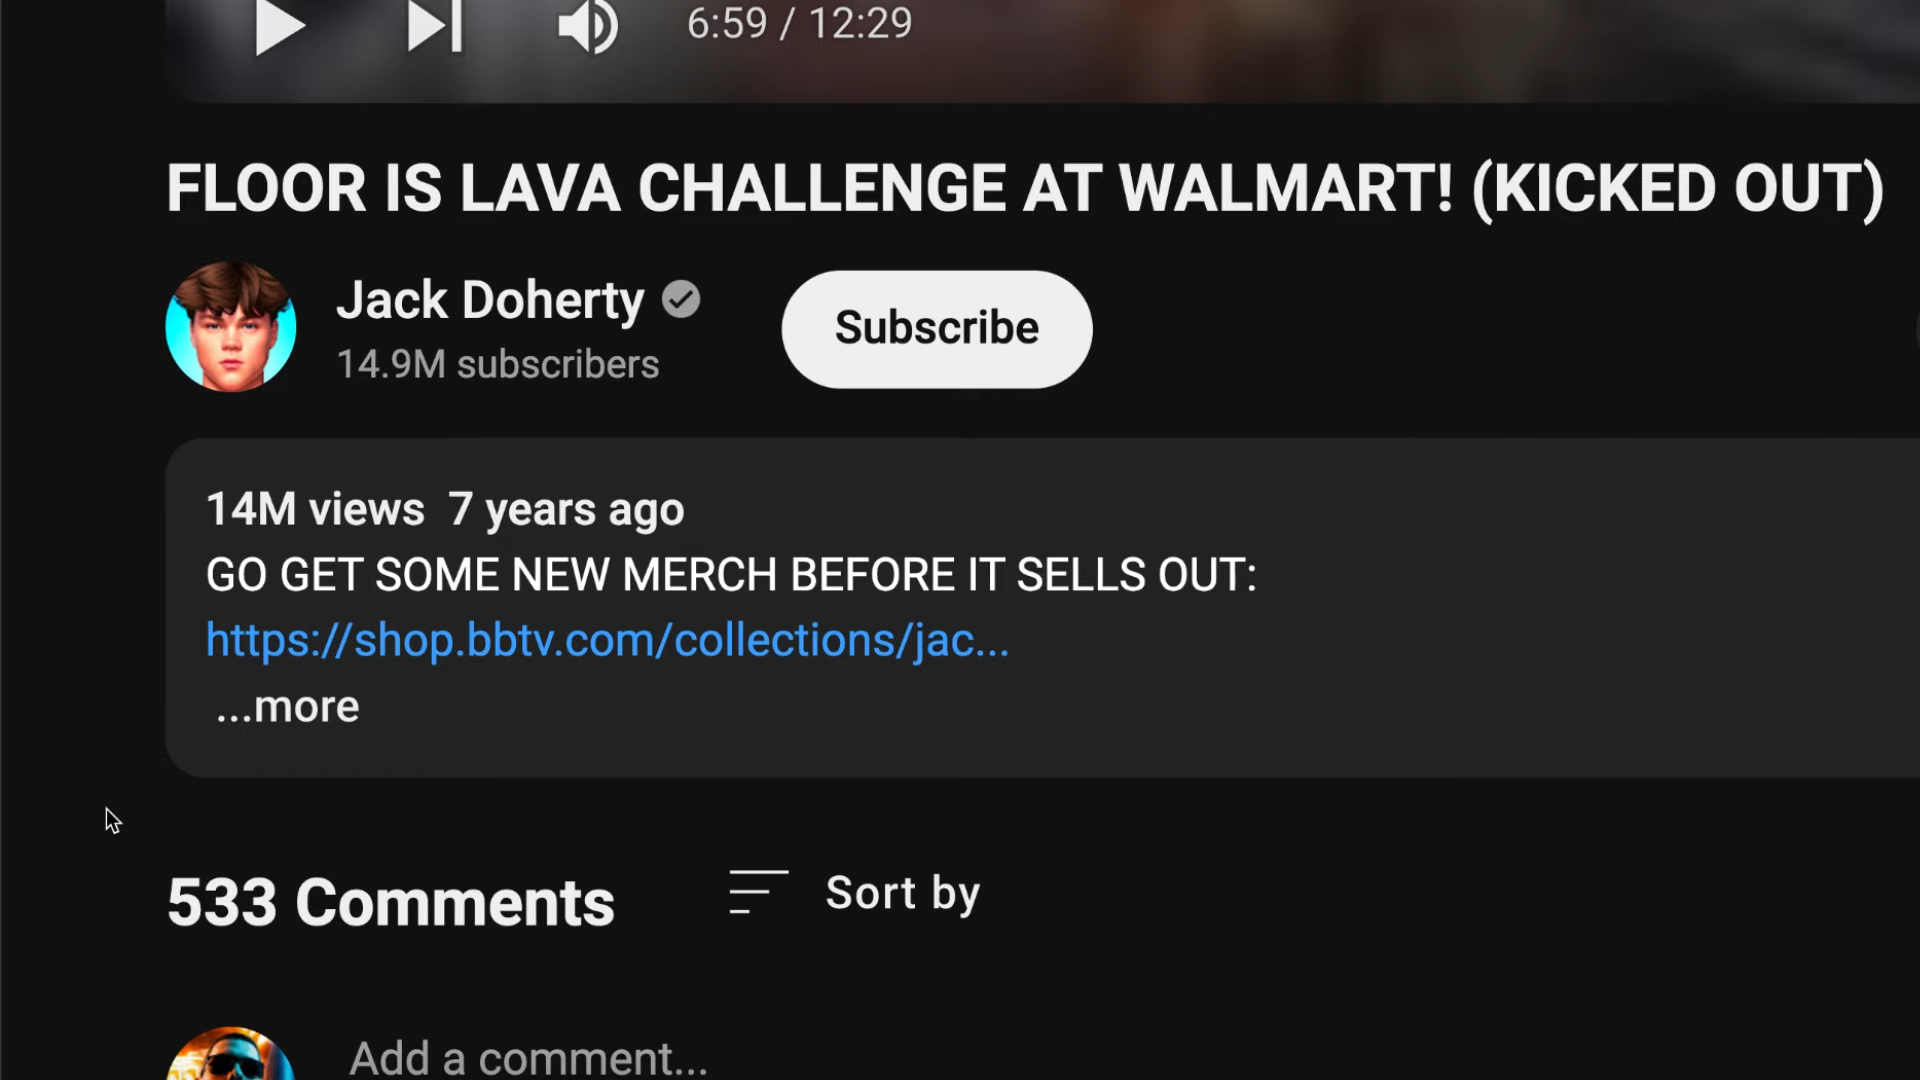 6:59 / 12:29
FLOOR IS LAVA CHALLENGE AT WALMART! (KICKED OUT)
Jack Doherty
14.9M subscribers
Subscribe
14M views 7 years ago
GO GET SOME NEW MERCH BEFORE IT SELLS OUT:
https://shop.bbtv.com/collections/jac...
...more
533 Comments
Sort by
Add a comment...